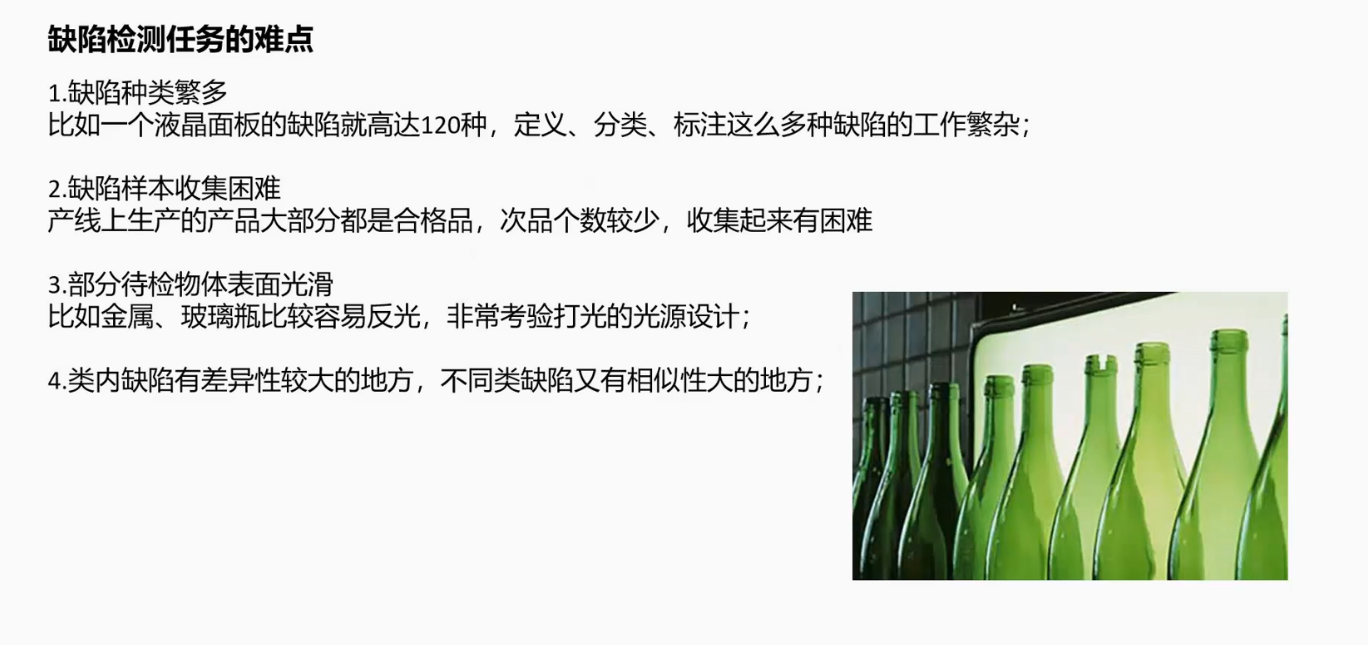 缺陷检测任务的难点
1.缺陷种类繁多
比如一个液晶面板的缺陷就高达120种，定义、分类、标注这么多种缺陷的工作繁杂；
2.缺陷样本收集困难
产线上生产的产品大部分都是合格品，次品个数较少，收集起来有困难
3.部分待检物体表面光滑
比如金属、玻璃瓶比较容易反光，非常考验打光的光源设计；
4.类内缺陷有差异性较大的地方，不同类缺陷又有相似性大的地方；